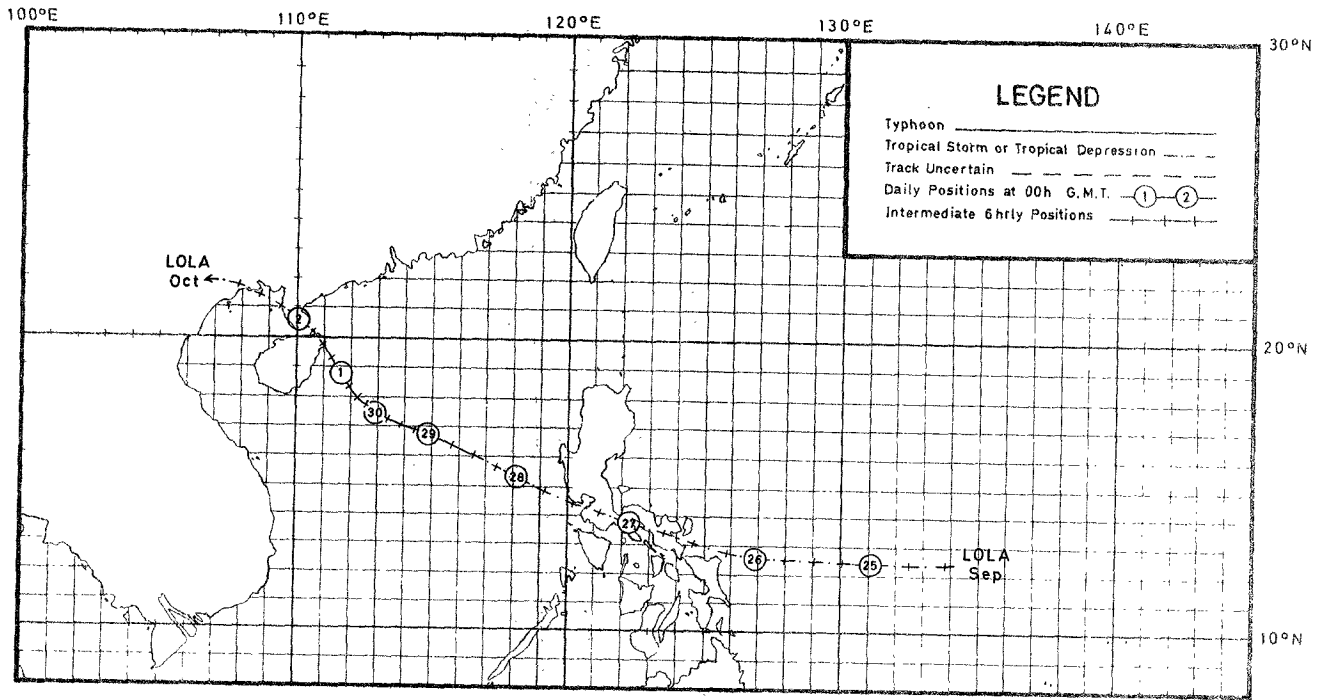 100°E 110°E 120°E 130°E 140°E
30°N
LEGEND
Typhoon
Tropical Storm or Tropical Depression
Track Uncertain
Daily Positions at 00h G.M.T. 1 2
Intermediate 6hrly Positions
LOLA
Oct
2
20°N
1
30
29
28
27
26
25
LOLA
Sep
10°N